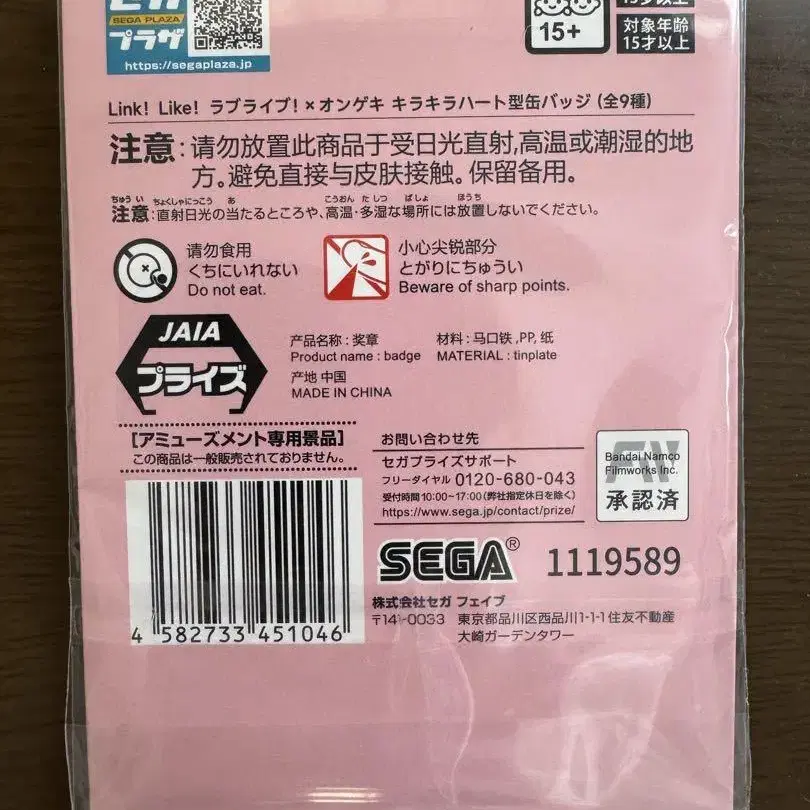 SEGA PLAZA
プラザ
https://segaplaza.jp
15+
対象年齢
15才以上
Link! Like! ラブライブ! × オンゲキ キラキラハート型缶バッジ (全9種)
注意:请勿放置此商品于受日光直射,高温或潮湿的地
方。避免直接与皮肤接触。保留备用。
ちゅうい ちょくしゃにっこう あ こうおん たしつ ばしょ ほうち
注意:直射日光の当たるところや、高温・多湿な場所には放置しないでください。
请勿食用
くちにいれない
Do not eat.
小心尖锐部分
とがりにちゅうい
Beware of sharp points.
JAIA
プライズ
产品名称:奖章
Product name : badge
产地 中国
MADE IN CHINA
材料:马口铁,PP,纸
MATERIAL : tinplate
[アミューズメント専用景品]
この商品は一般販売されておりません。
4 582733 451046
お問い合わせ先
セガプライズサポート
フリーダイヤル 0120-680-043
受付時間10:00~17:00(弊社指定休日を除く)
https://www.sega.jp/contact/prize/
Bandai Namco
Filmworks Inc.
承認済
SEGA® 1119589
株式会社セガ フェイブ
〒141-0033 東京都品川区西品川1-1-1住友不動産
大崎ガーデンタワー